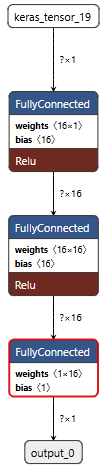 keras_tensor_19
?×1
FullyConnected
weights ⟨16×1⟩
bias ⟨16⟩
Relu
?×16
FullyConnected
weights ⟨16×16⟩
bias ⟨16⟩
Relu
?×16
FullyConnected
weights ⟨1×16⟩
bias ⟨1⟩
?×1
output_0